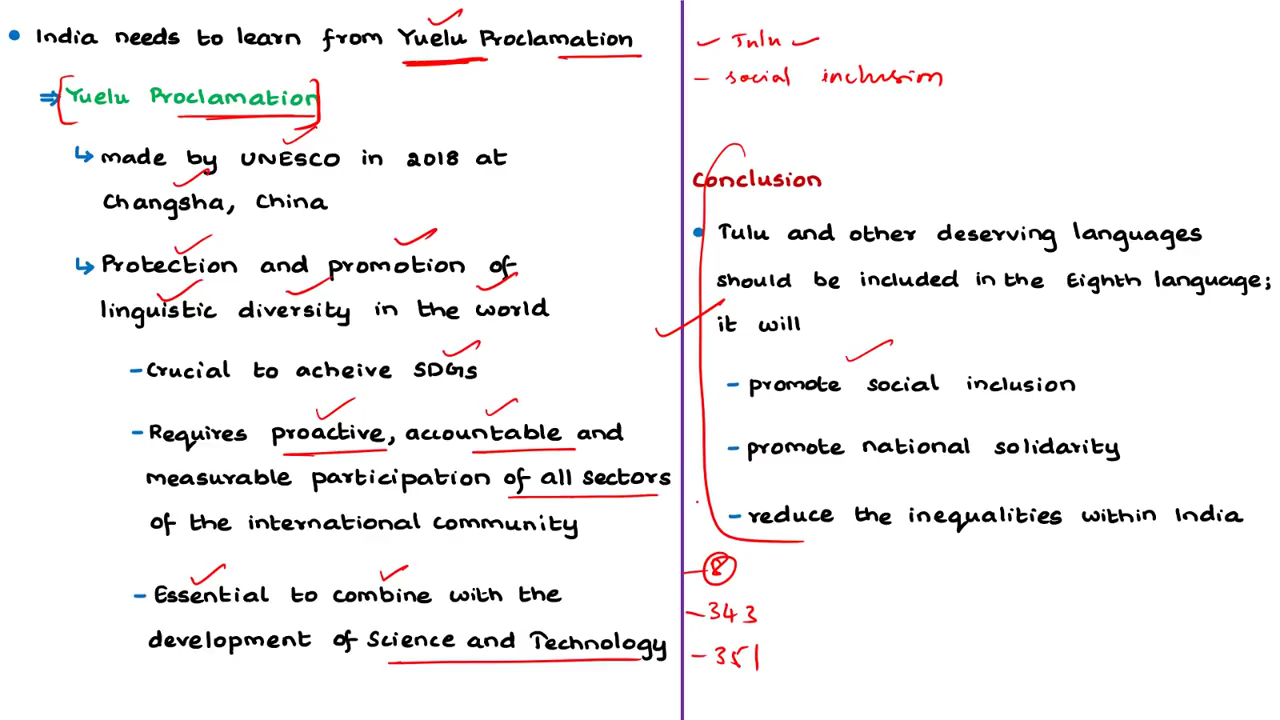 • India needs to learn from Yuelu Proclamation
⇒ [Yuelu Proclamation]
↳ made by UNESCO in 2018 at
Changsha, China
↳ Protection and promotion of
linguistic diversity in the world
- Crucial to acheive SDGs
- Requires proactive, accountable and
measurable participation of all sectors
of the international community
- Essential to combine with the
development of Science and Technology
- Tulu
- social inclusion
Conclusion
• Tulu and other deserving languages
should be included in the Eighth language;
it will
- promote social inclusion
- promote national solidarity
- reduce the inequalities within India
- 8
- 343
- 351